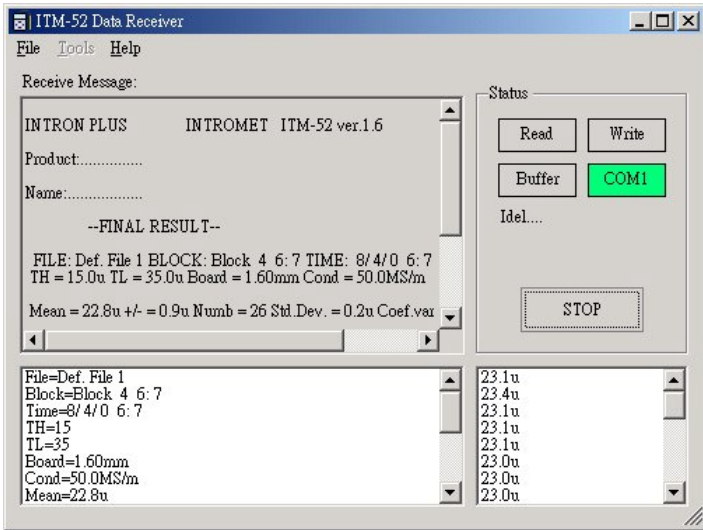 ITM-52 Data Receiver
File Tools Help
Receive Message:
INTRON PLUS INTROMET ITM-52 ver.1.6
Product:...............
Name:..................
--FINAL RESULT--
FILE: Def. File 1 BLOCK: Block 4 6: 7 TIME: 8/ 4/ 0 6: 7
TH = 15.0u TL = 35.0u Board = 1.60mm Cond = 50.0MS/m
Mean = 22.8u +/- = 0.9u Numb = 26 Std.Dev. = 0.2u Coef.var
Status
Read Write
Buffer COM1
Idel....
STOP
File=Def. File 1
Block=Block 4 6: 7
Time=8/ 4/ 0 6: 7
TH=15
TL=35
Board=1.60mm
Cond=50.0MS/m
Mean=22.8u
23.1u
23.4u
23.1u
23.1u
23.1u
23.0u
23.0u
23.0u